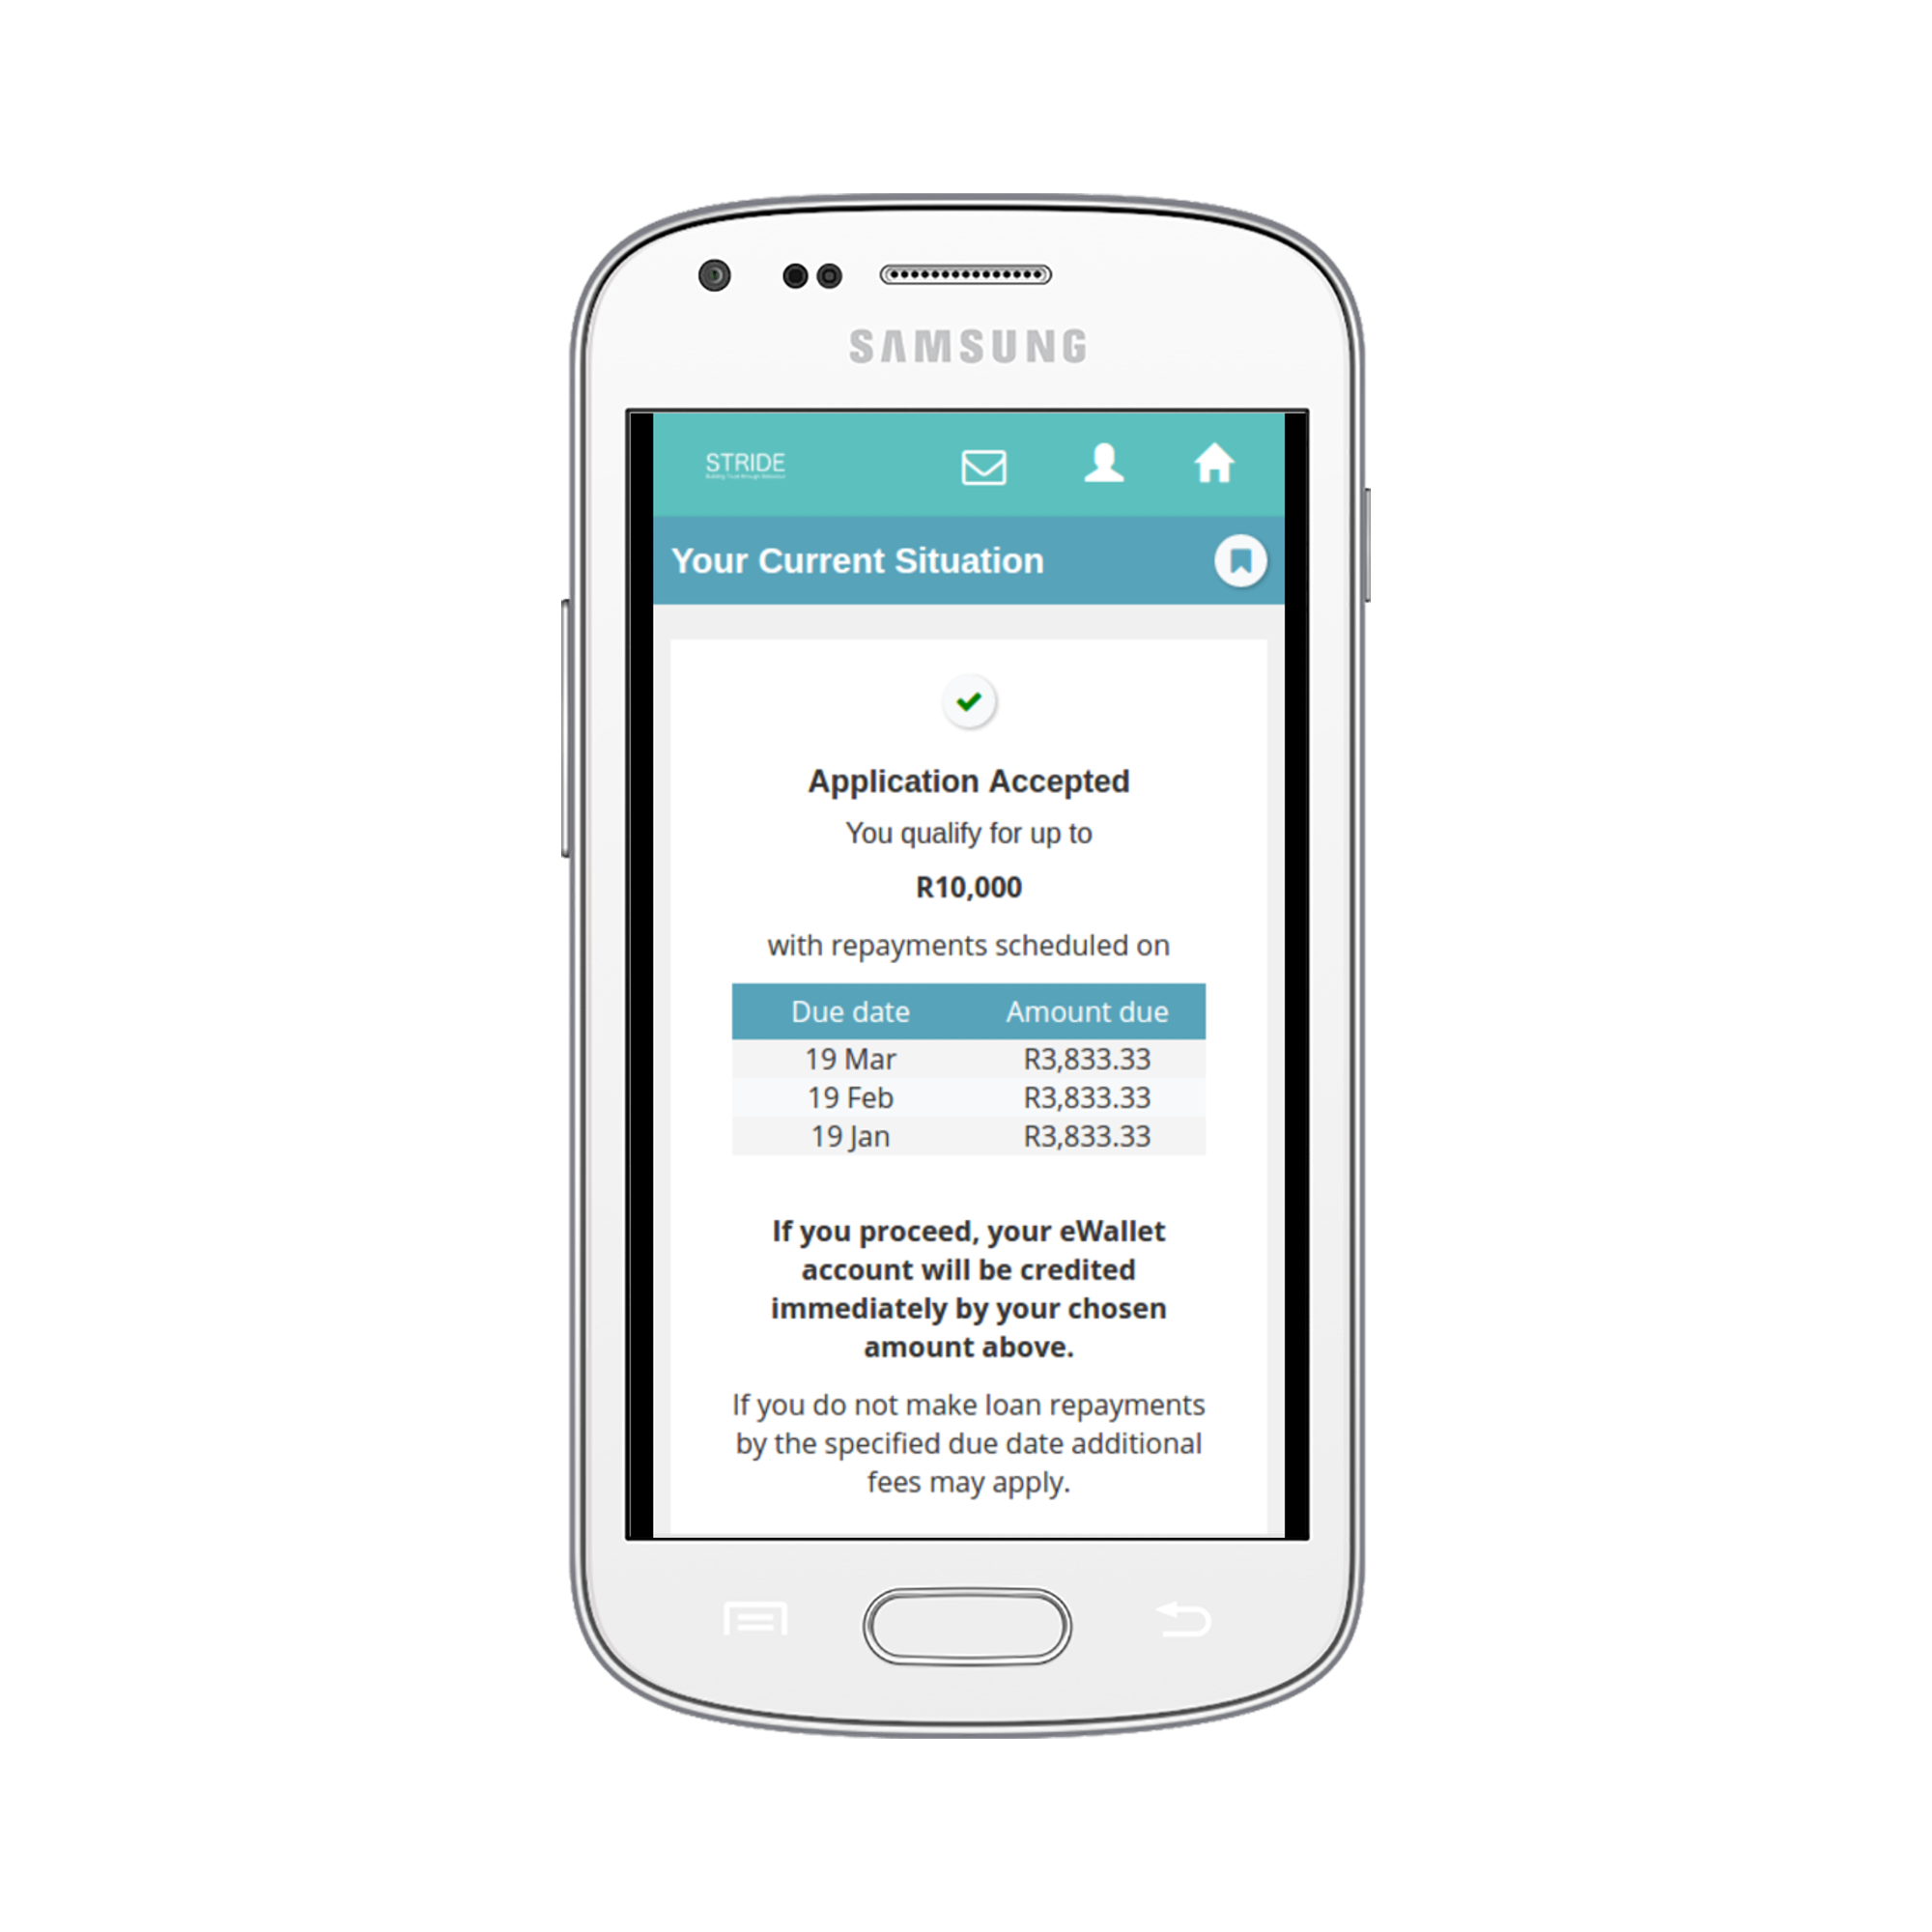 SAMSUNG
STRIDE
Your Current Situation
Application Accepted
You qualify for up to
R10,000
with repayments scheduled on
Due date Amount due
19 Mar R3,833.33
19 Feb R3,833.33
19 Jan R3,833.33
If you proceed, your eWallet
account will be credited
immediately by your chosen
amount above.
If you do not make loan repayments
by the specified due date additional
fees may apply.